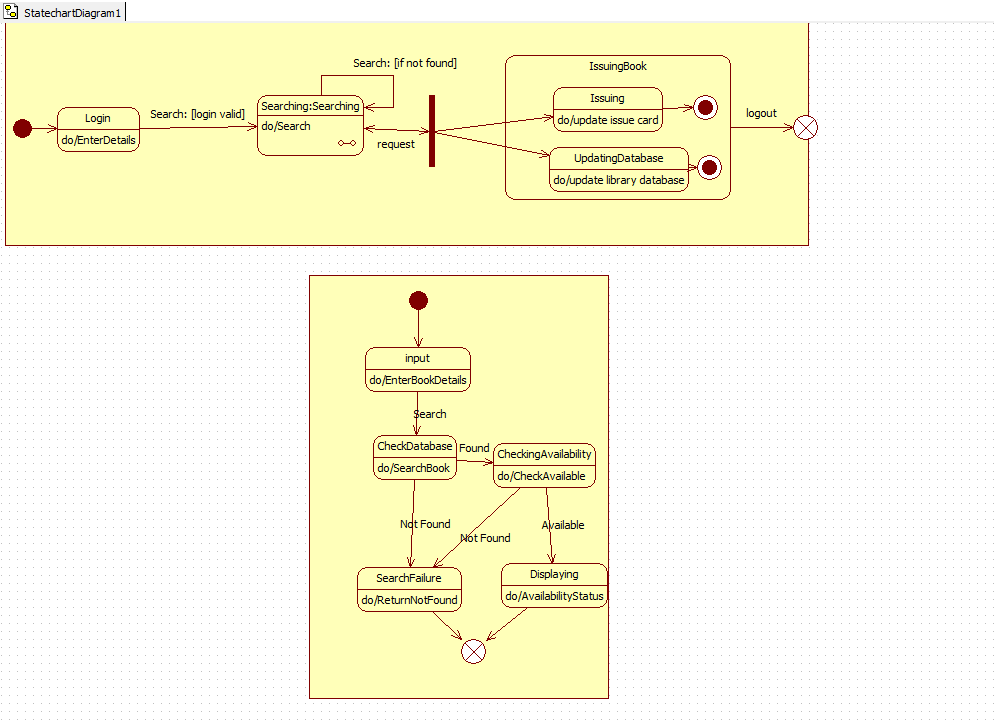 StatechartDiagram1
Search: [if not found]
IssuingBook
Login
do/EnterDetails
Search: [login valid]
Searching:Searching
do/Search
request
Issuing
do/update issue card
UpdatingDatabase
do/update library database
logout
input
do/EnterBookDetails
Search
CheckDatabase
do/SearchBook
Found
CheckingAvailability
do/CheckAvailable
Not Found
Not Found
Available
SearchFailure
do/ReturnNotFound
Displaying
do/AvailabilityStatus